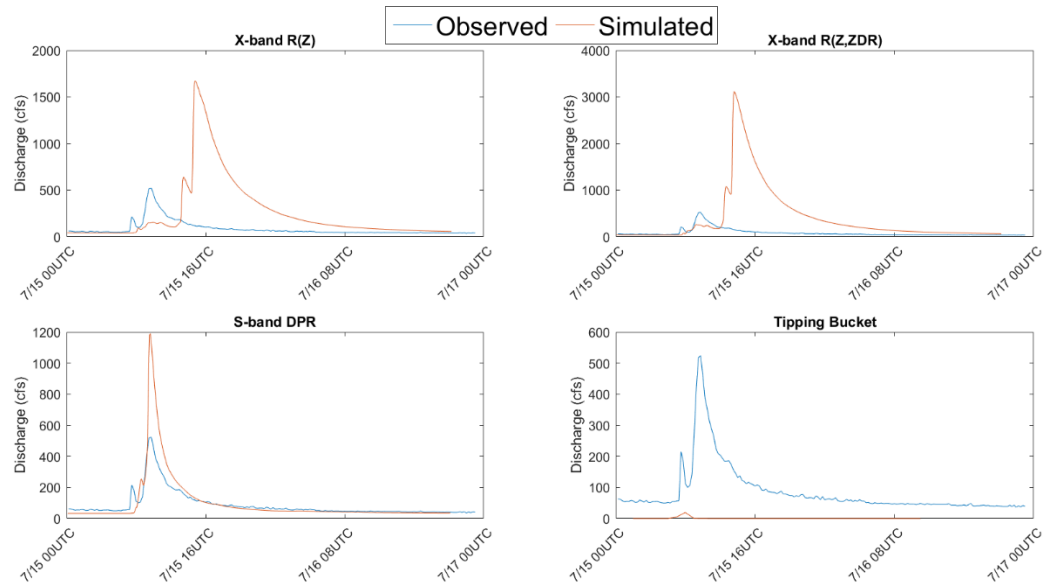 Observed Simulated
X-band R(Z)
Discharge (cfs)
2000
1500
1000
500
0
7/15 00UTC
7/15 16UTC
7/16 08UTC
7/17 00UTC
X-band R(Z,ZDR)
Discharge (cfs)
4000
3000
2000
1000
0
7/15 00UTC
7/15 16UTC
7/16 08UTC
7/17 00UTC
S-band DPR
Discharge (cfs)
1200
1000
800
600
400
200
0
7/15 00UTC
7/15 16UTC
7/16 08UTC
7/17 00UTC
Tipping Bucket
Discharge (cfs)
600
500
400
300
200
100
0
7/15 00UTC
7/15 16UTC
7/16 08UTC
7/17 00UTC